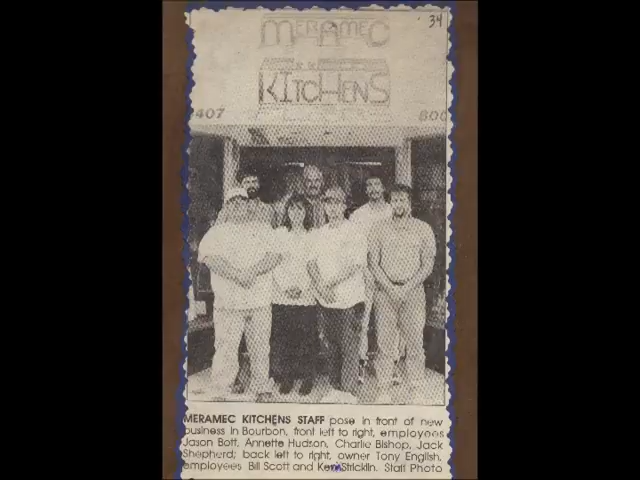 34
MERAMEC
KITCHENS
407 800
MERAMEC KITCHENS STAFF pose in front of new
business in Bourbon, front left to right, employees
Jason Bott, Annette Hudson, Charlie Bishop, Jack
Shepherd; back left to right, owner Tony English,
employees Bill Scott and Ken Stricklin. Staff Photo